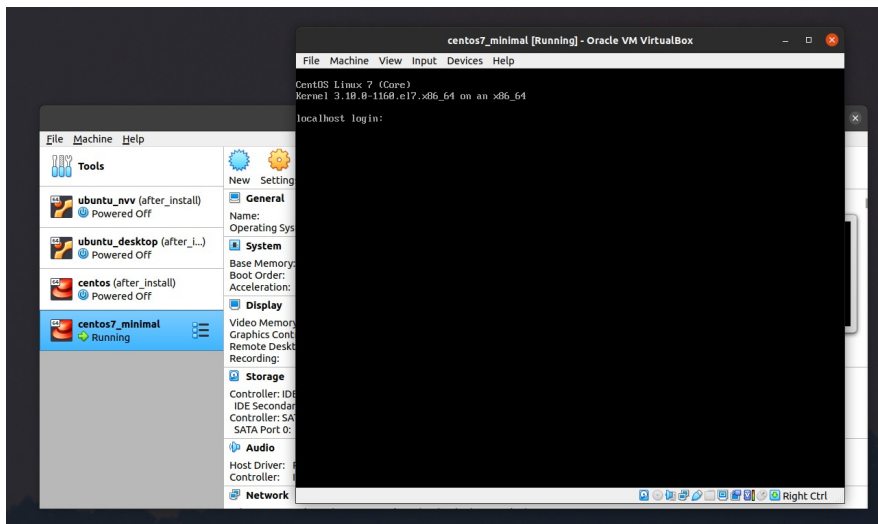 centos7_minimal [Running] - Oracle VM VirtualBox
File Machine View Input Devices Help
CentOS Linux 7 (Core)
Kernel 3.10.0-1160.el7.x86_64 on an x86_64
localhost login:
File Machine Help
Tools
New Setting
ubuntu_nvv (after_install)
Powered Off
ubuntu_desktop (after_i...)
Powered Off
centos (after_install)
Powered Off
centos7_minimal
Running
General
Name:
Operating Sys
System
Base Memory:
Boot Order:
Acceleration:
Display
Video Memory
Graphics Cont
Remote Deskt
Recording:
Storage
Controller: IDE
IDE Secondar
Controller: SA
SATA Port 0:
Audio
Host Driver:
Controller:
Network
Right Ctrl